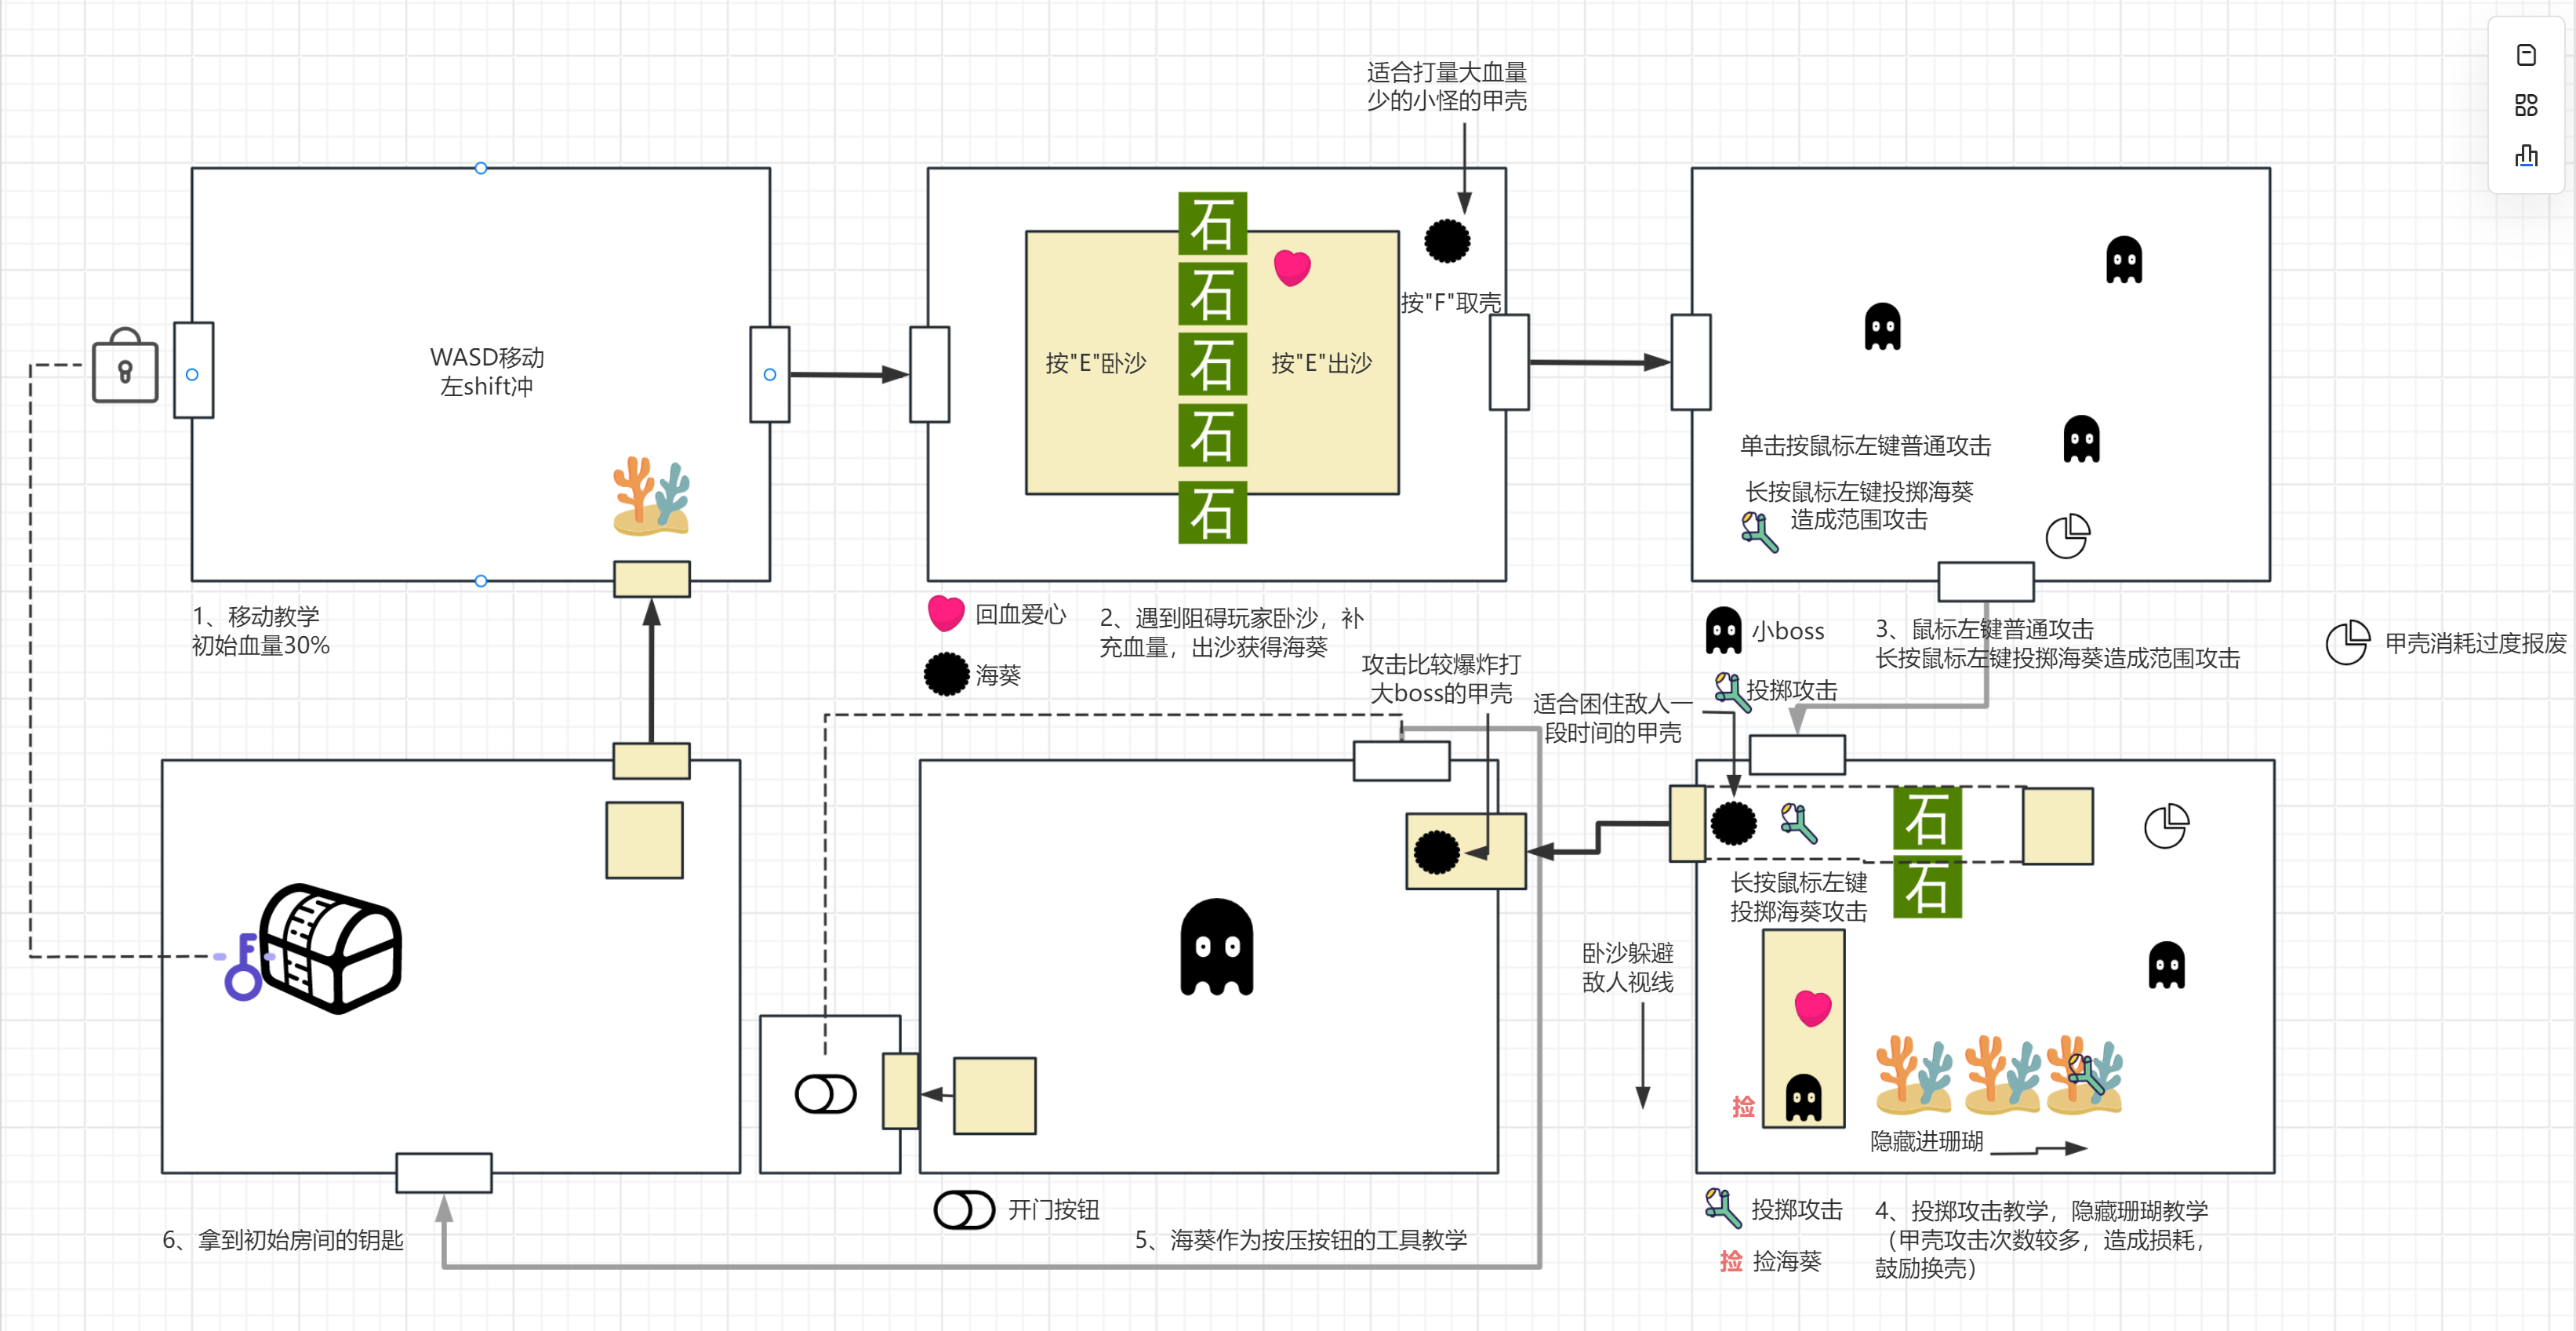 适合打量大血量
少的小怪的甲壳
WASD移动
左shift冲
石
石
石
石
石
按"E"卧沙
按"E"出沙
按"F"取壳
单击按鼠标左键普通攻击
长按鼠标左键投掷海葵
造成范围攻击
1、移动教学
初始血量30%
回血爱心
海葵
2、遇到阻碍玩家卧沙，补
充血量，出沙获得海葵
小boss
投掷攻击
3、鼠标左键普通攻击
长按鼠标左键投掷海葵造成范围攻击
甲壳消耗过度报废
攻击比较爆炸打
大boss的甲壳
适合困住敌人一
段时间的甲壳
石
石
长按鼠标左键
投掷海葵攻击
卧沙躲避
敌人视线
捡
隐藏进珊瑚
6、拿到初始房间的钥匙
开门按钮
5、海葵作为按压按钮的工具教学
投掷攻击
捡 捡海葵
4、投掷攻击教学，隐藏珊瑚教学
（甲壳攻击次数较多，造成损耗，
鼓励换壳）